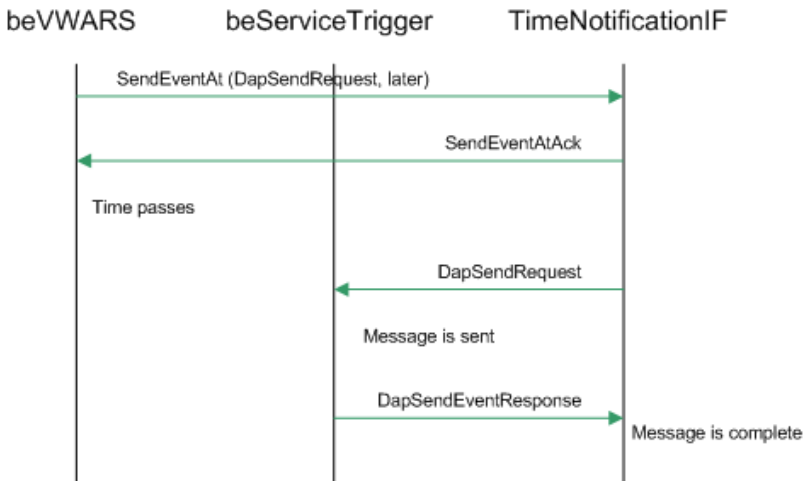 beVWARS beServiceTrigger TimeNotificationIF
SendEventAt (DapSendRequest, later)
SendEventAtAck
Time passes
DapSendRequest
Message is sent
DapSendEventResponse
Message is complete